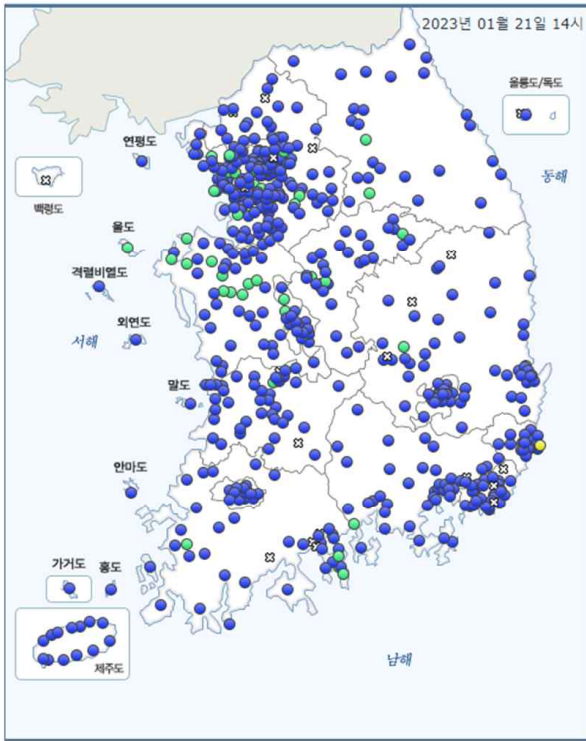 2023년 01월 21일 14시
울릉도/독도
연평도
동해
백령도
울도
격렬비열도
외연도
서해
말도
안마도
가거도
홍도
제주도
남해